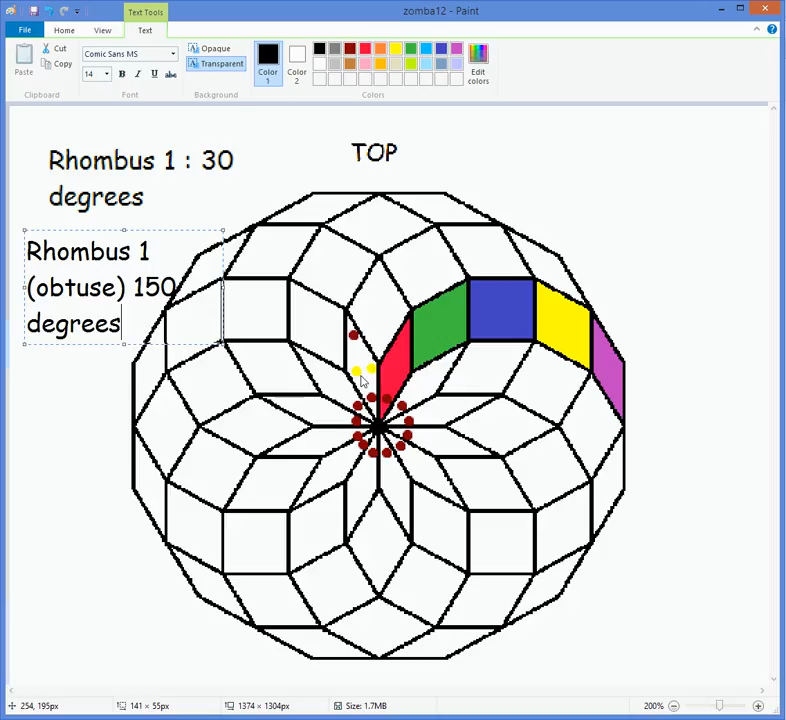 zomba12 - Paint
Text Tools
File Home View Text
Paste
Cut
Copy
Clipboard
Comic Sans MS
14 B I U abc
Font
Opaque
Transparent
Background
Color 1
Color 2
Edit colors
Colors
TOP
Rhombus 1 : 30
degrees
Rhombus 1
(obtuse) 150
degrees
254, 195px
141 × 55px
1374 × 1304px
Size: 1.7MB
200%